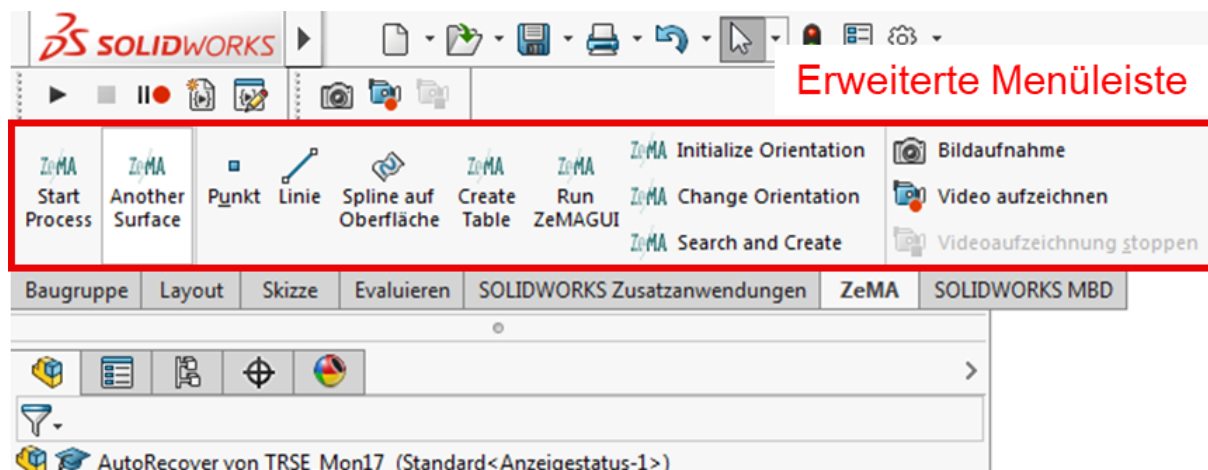 SOLIDWORKS
Erweiterte Menüleiste
ZeMA Start Process
ZeMA Another Surface
Punkt
Linie
Spline auf Oberfläche
ZeMA Create Table
ZeMA Run ZeMAGUI
ZeMA Initialize Orientation
ZeMA Change Orientation
ZeMA Search and Create
Bildaufnahme
Video aufzeichnen
Videoaufzeichnung stoppen
Baugruppe Layout Skizze Evaluieren SOLIDWORKS Zusatzanwendungen ZeMA SOLIDWORKS MBD
AutoRecover von TRSE_Mon17 (Standard<Anzeigestatus-1>)